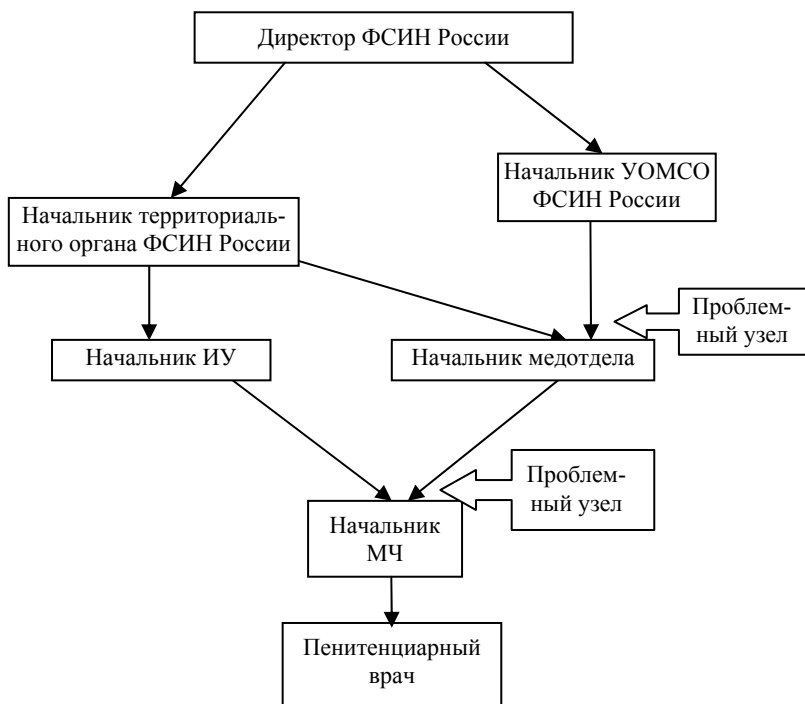 Директор ФСИН России
Начальник УОМСО
ФСИН России
Начальник территориаль-
ного органа ФСИН России
Проблем-
ный узел
Начальник ИУ
Начальник медотдела
Проблем-
ный узел
Начальник
МЧ
Пенитенциарный
врач